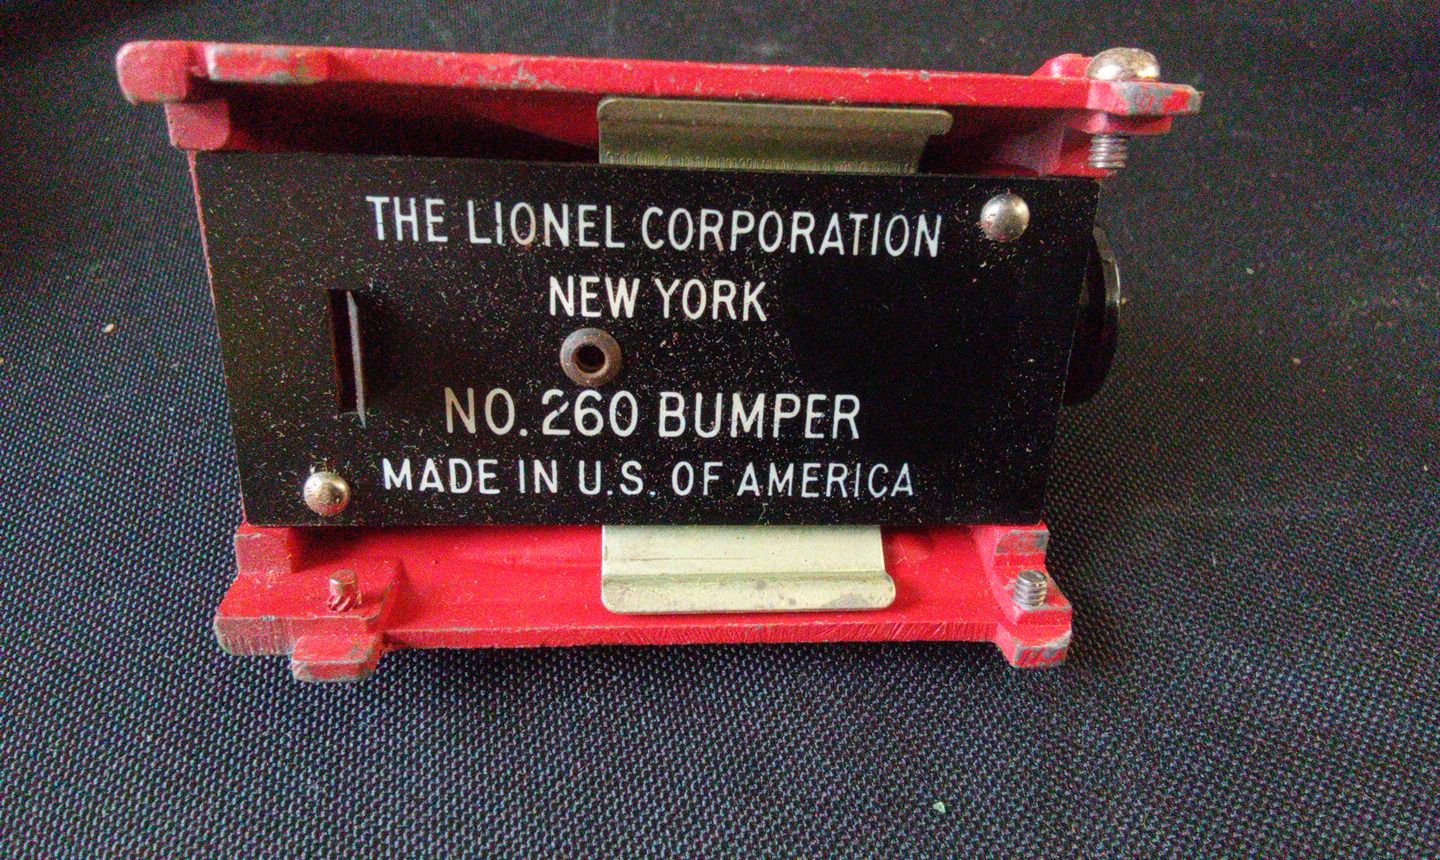 THE LIONEL CORPORATION
NEW YORK
NO. 260 BUMPER
MADE IN U.S. OF AMERICA